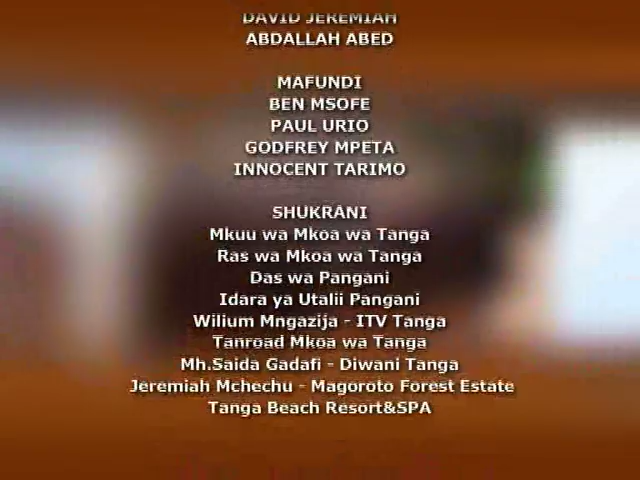 DAVID JEREMIAH
ABDALLAH ABED
MAFUNDI
BEN MSOFE
PAUL URIO
GODFREY MPETA
INNOCENT TARIMO
SHUKRANI
Mkuu wa Mkoa wa Tanga
Ras wa Mkoa wa Tanga
Das wa Pangani
Idara ya Utalii Pangani
Wilium Mngazija - ITV Tanga
Tanroad Mkoa wa Tanga
Mh.Saida Gadafi - Diwani Tanga
Jeremiah Mchechu - Magoroto Forest Estate
Tanga Beach Resort&SPA